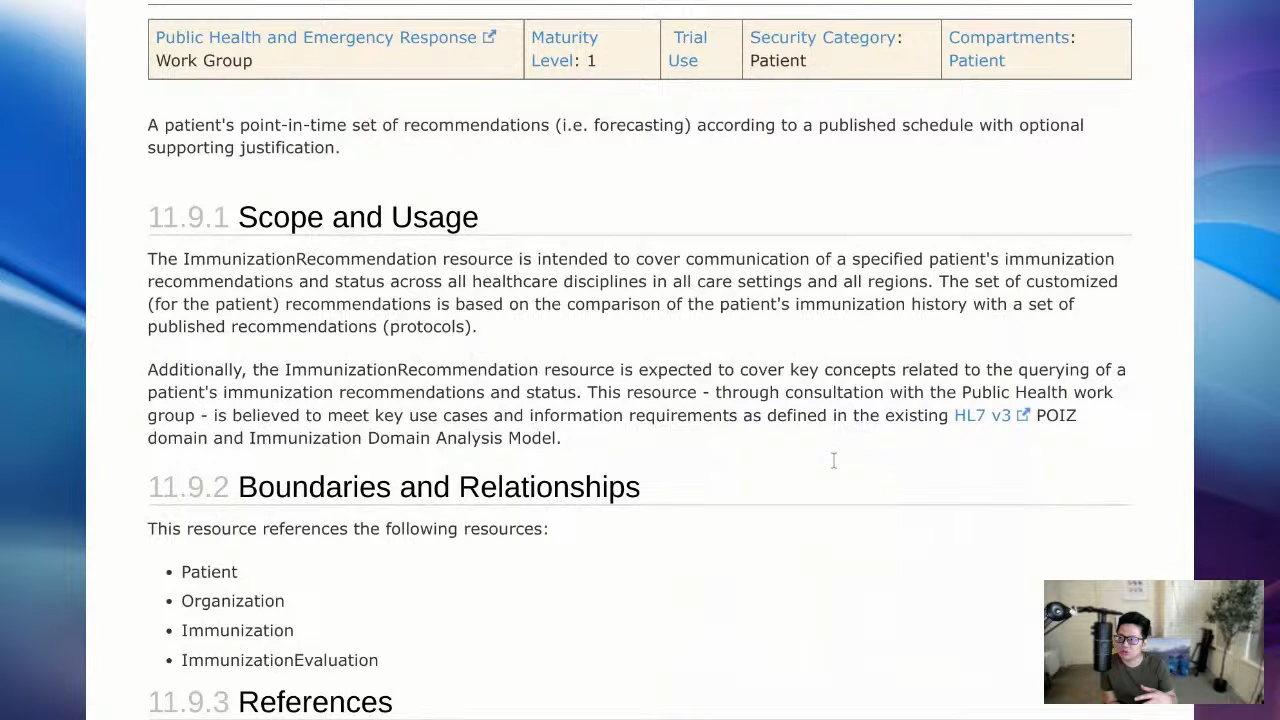 Public Health and Emergency Response Work Group
Maturity Level: 1
Trial Use
Security Category: Patient
Compartments: Patient
A patient's point-in-time set of recommendations (i.e. forecasting) according to a published schedule with optional
supporting justification.
11.9.1 Scope and Usage
The ImmunizationRecommendation resource is intended to cover communication of a specified patient's immunization
recommendations and status across all healthcare disciplines in all care settings and all regions. The set of customized
(for the patient) recommendations is based on the comparison of the patient's immunization history with a set of
published recommendations (protocols).
Additionally, the ImmunizationRecommendation resource is expected to cover key concepts related to the querying of a
patient's immunization recommendations and status. This resource - through consultation with the Public Health work
group - is believed to meet key use cases and information requirements as defined in the existing HL7 v3 POIZ
domain and Immunization Domain Analysis Model.
11.9.2 Boundaries and Relationships
This resource references the following resources:
• Patient
• Organization
• Immunization
• ImmunizationEvaluation
11.9.3 References